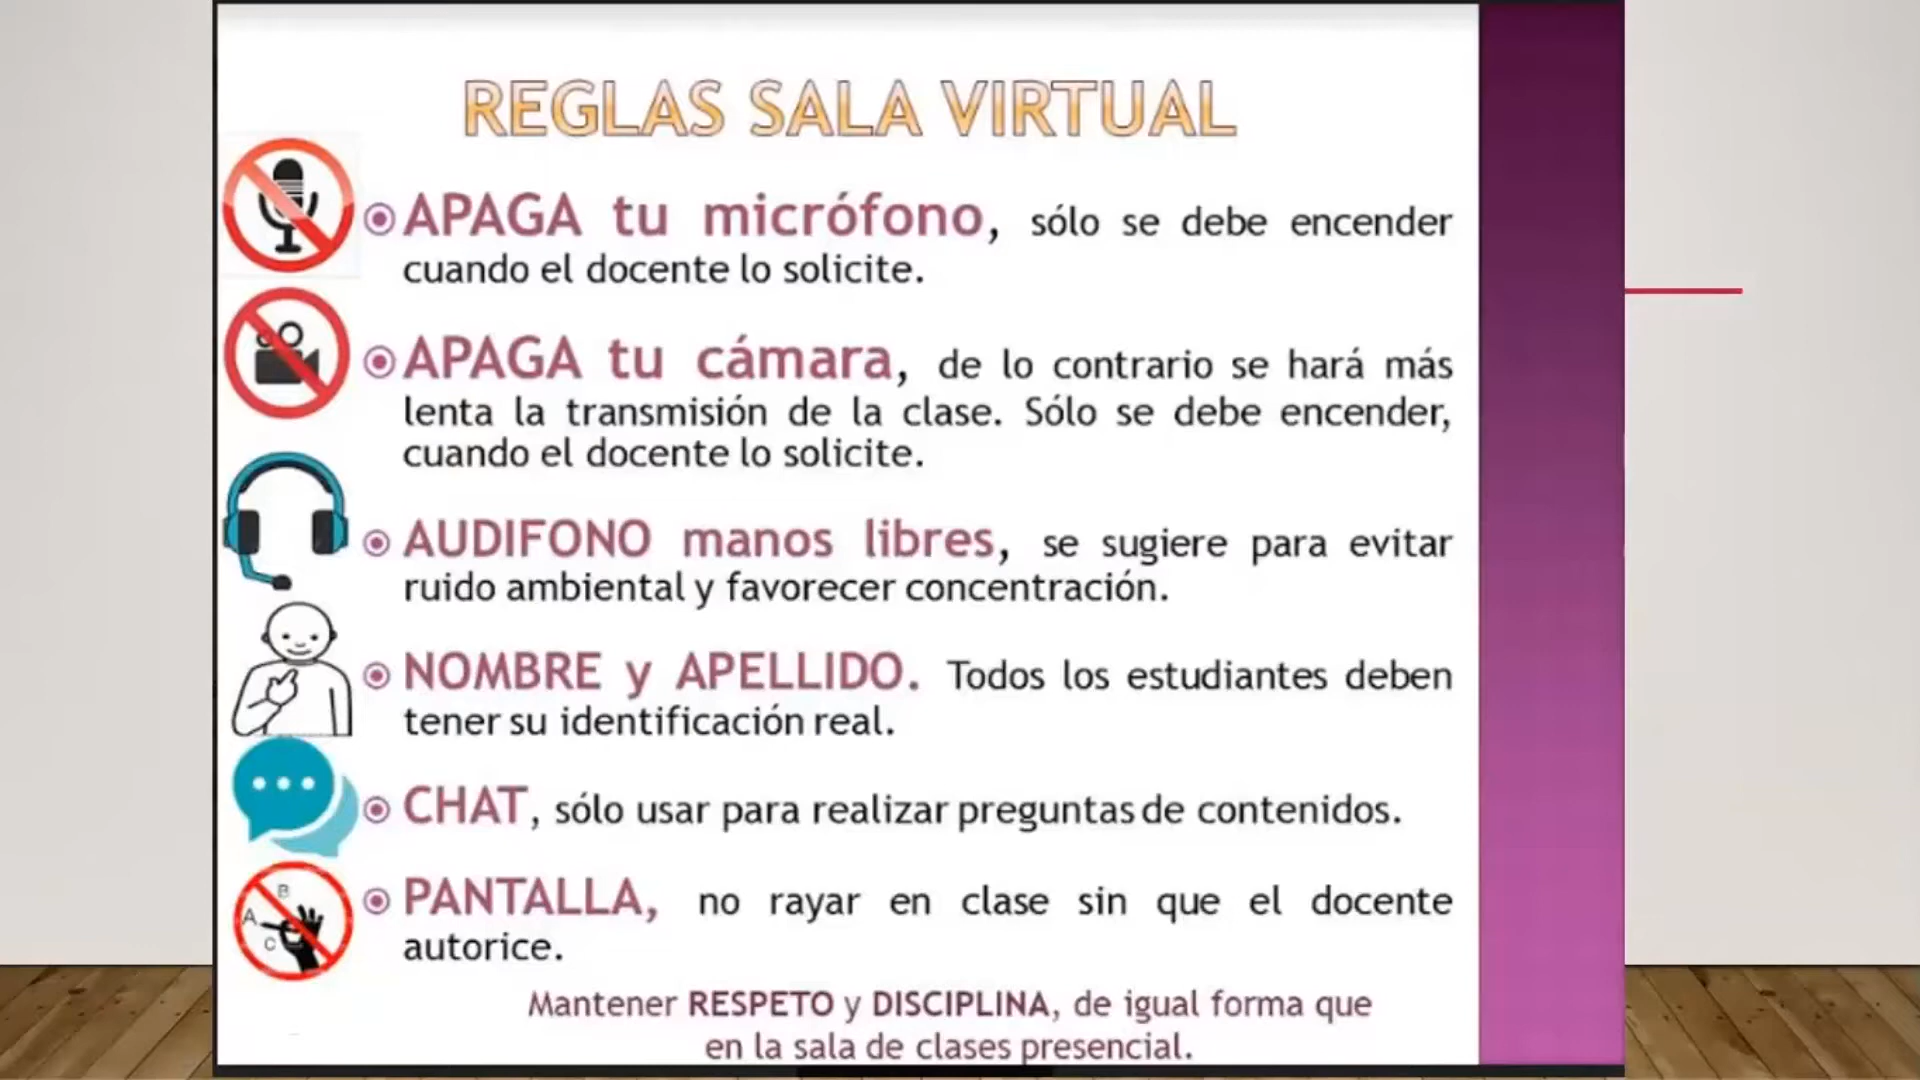 REGLAS SALA VIRTUAL
APAGA tu micrófono, sólo se debe encender
cuando el docente lo solicite.
APAGA tu cámara, de lo contrario se hará más
lenta la transmisión de la clase. Sólo se debe encender,
cuando el docente lo solicite.
AUDIFONO manos libres, se sugiere para evitar
ruido ambiental y favorecer concentración.
NOMBRE y APELLIDO. Todos los estudiantes deben
tener su identificación real.
CHAT, sólo usar para realizar preguntas de contenidos.
B
A
C
PANTALLA, no rayar en clase sin que el docente
autorice.
Mantener RESPETO y DISCIPLINA, de igual forma que
en la sala de clases presencial.